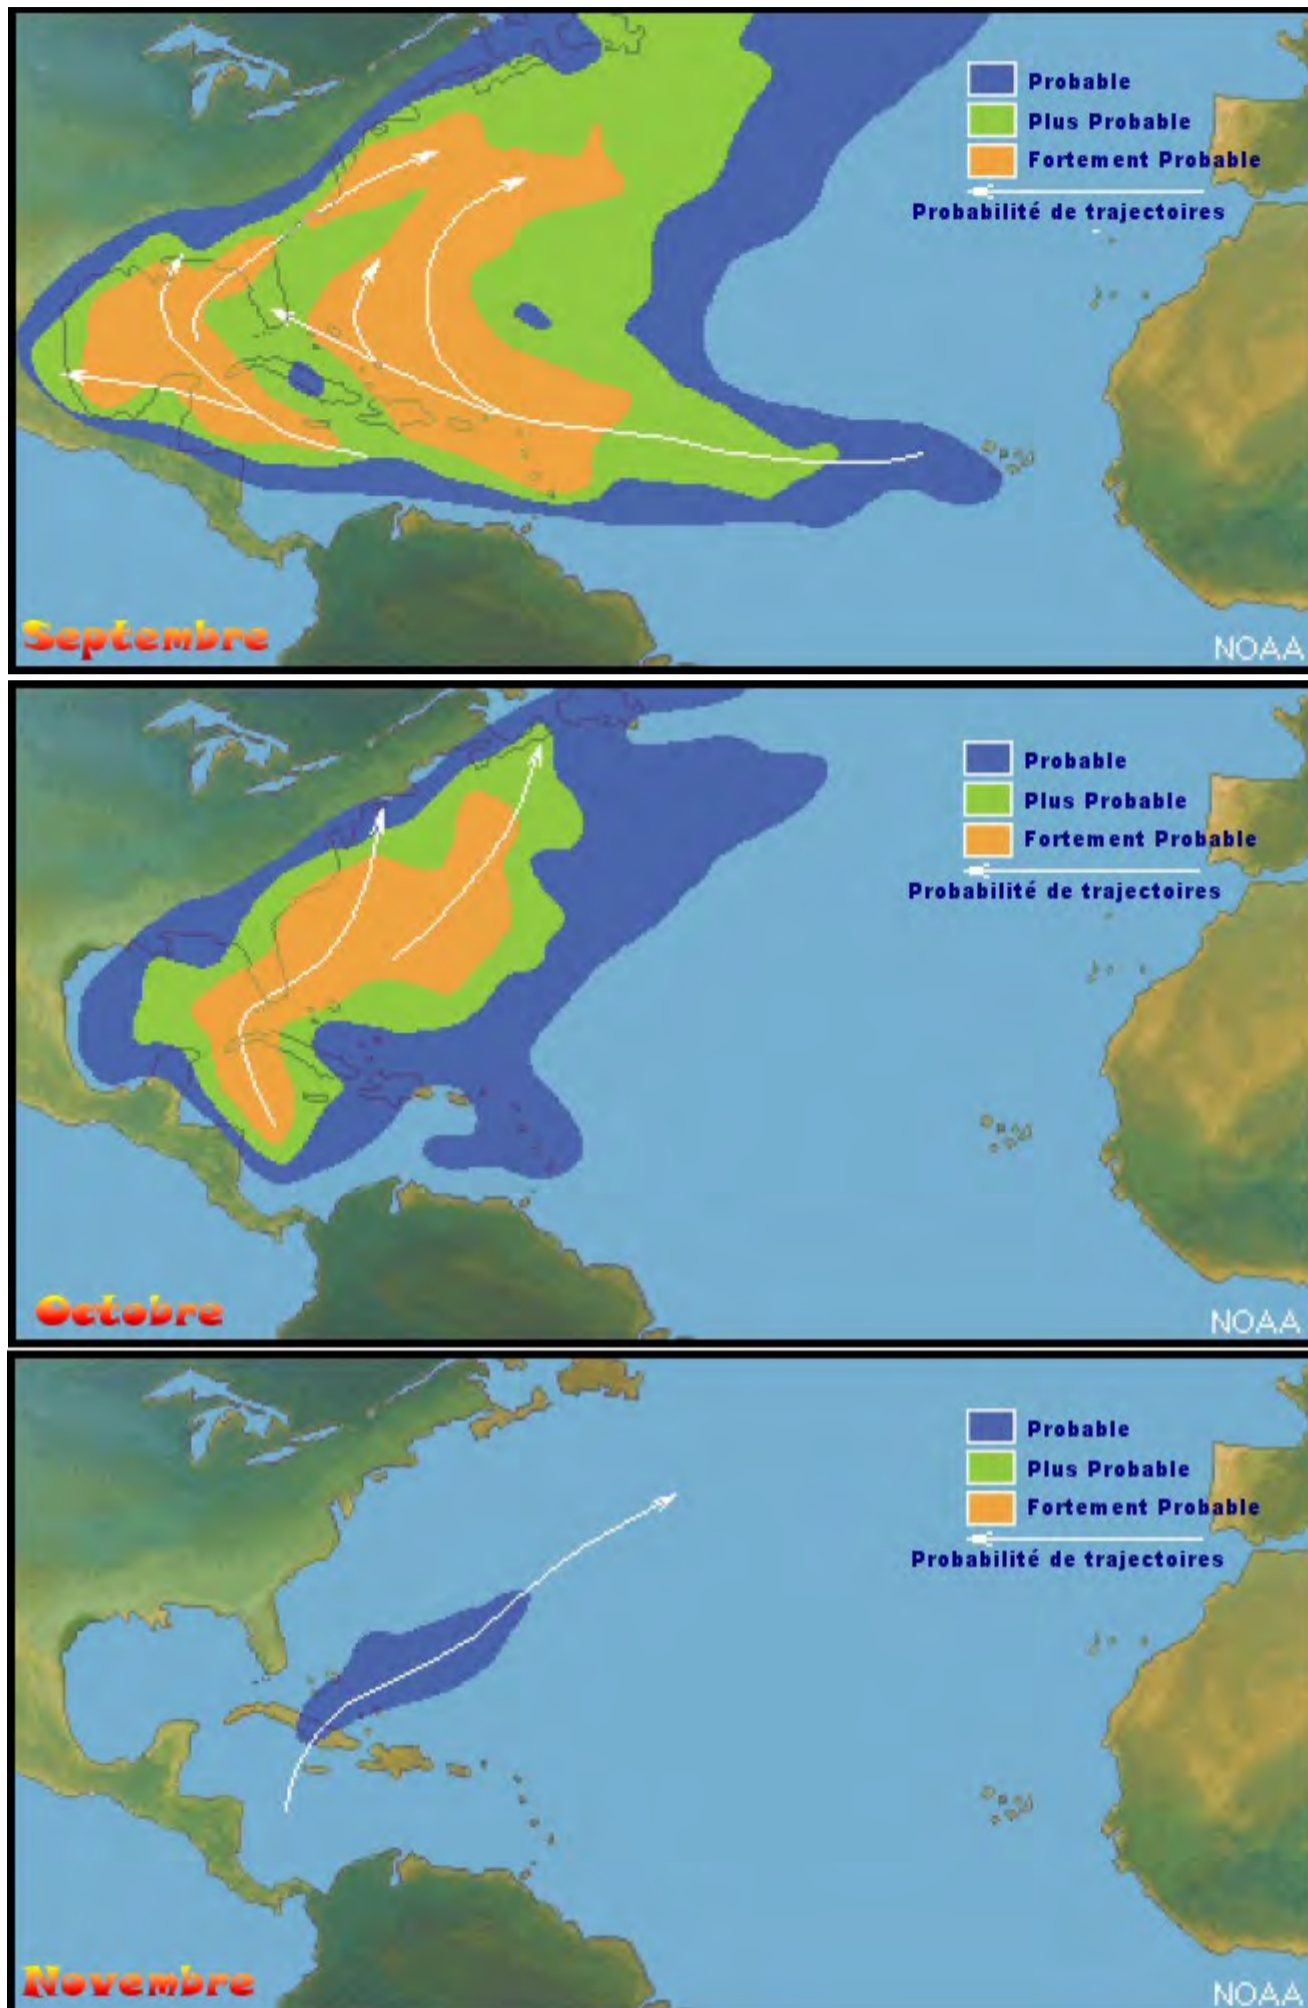 Probable
Plus Probable
Fortement Probable
Probabilité de trajectoires
Septembre
NOAA
Probable
Plus Probable
Fortement Probable
Probabilité de trajectoires
Octobre
NOAA
Probable
Plus Probable
Fortement Probable
Probabilité de trajectoires
Novembre
NOAA